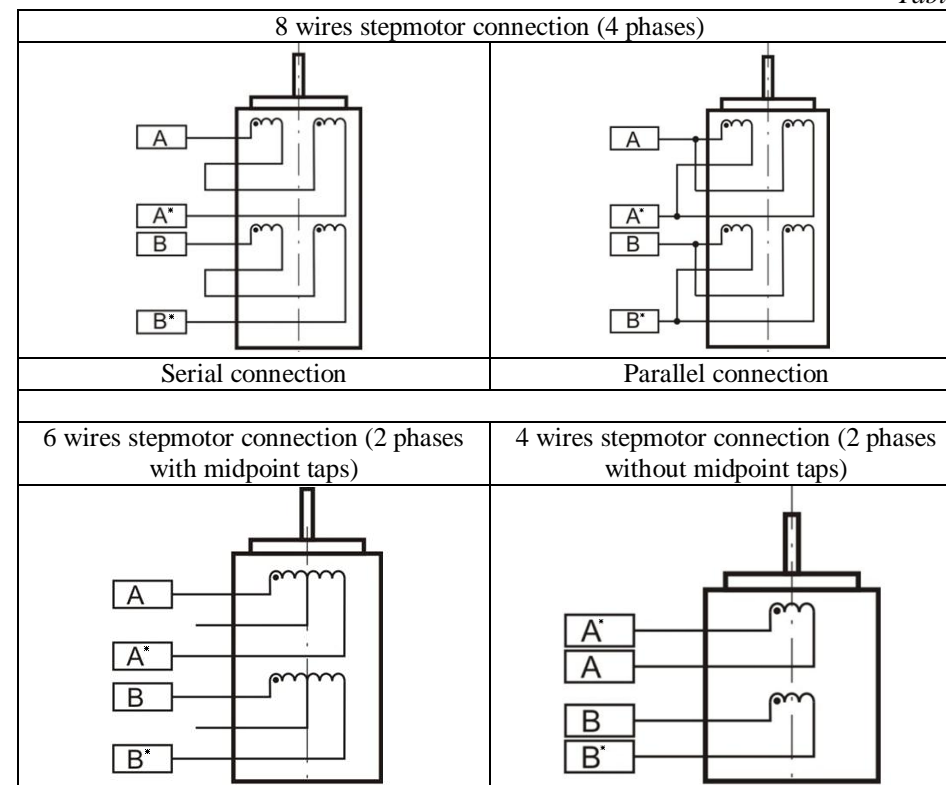 8 wires stepmotor connection (4 phases)
A
A*
B
B*
A
A*
B
B*
Serial connection
Parallel connection
6 wires stepmotor connection (2 phases
with midpoint taps)
4 wires stepmotor connection (2 phases
without midpoint taps)
A
A*
B
B*
A*
A
B
B*